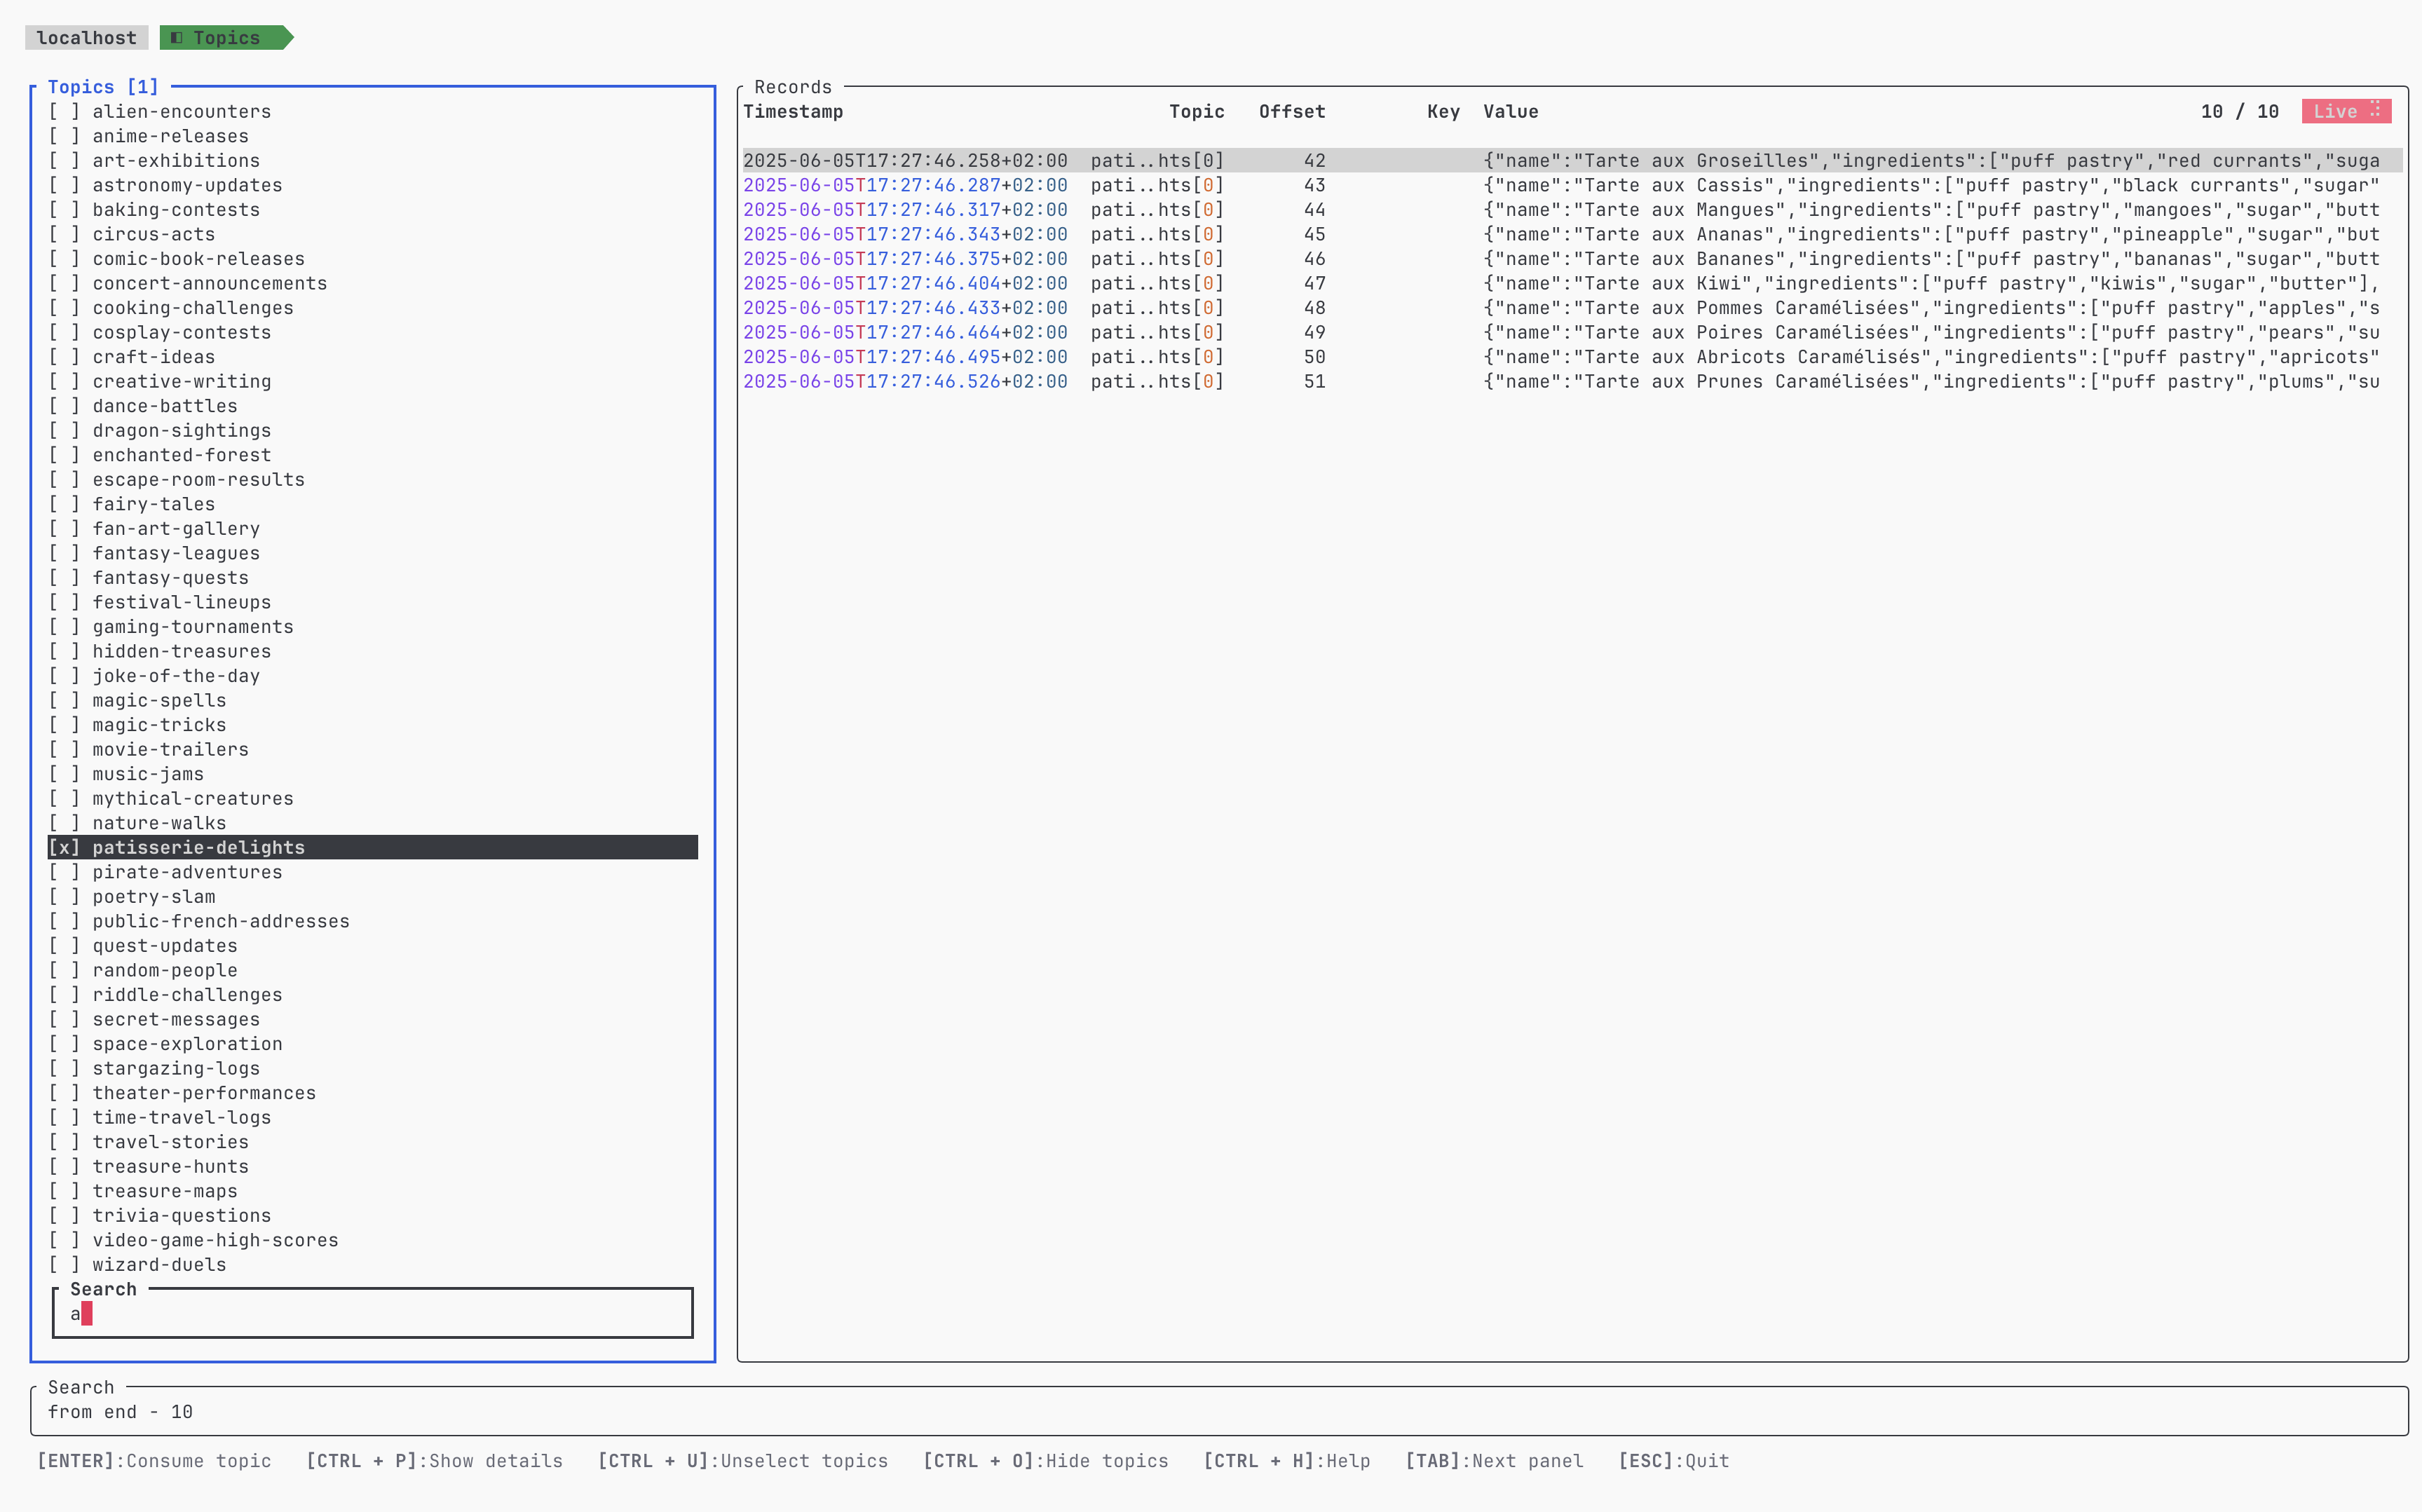 localhost Topics
Topics [1]
[ ] alien-encounters
[ ] anime-releases
[ ] art-exhibitions
[ ] astronomy-updates
[ ] baking-contests
[ ] circus-acts
[ ] comic-book-releases
[ ] concert-announcements
[ ] cooking-challenges
[ ] cosplay-contests
[ ] craft-ideas
[ ] creative-writing
[ ] dance-battles
[ ] dragon-sightings
[ ] enchanted-forest
[ ] escape-room-results
[ ] fairy-tales
[ ] fan-art-gallery
[ ] fantasy-leagues
[ ] fantasy-quests
[ ] festival-lineups
[ ] gaming-tournaments
[ ] hidden-treasures
[ ] joke-of-the-day
[ ] magic-spells
[ ] magic-tricks
[ ] movie-trailers
[ ] music-jams
[ ] mythical-creatures
[ ] nature-walks
[x] patisserie-delights
[ ] pirate-adventures
[ ] poetry-slam
[ ] public-french-addresses
[ ] quest-updates
[ ] random-people
[ ] riddle-challenges
[ ] secret-messages
[ ] space-exploration
[ ] stargazing-logs
[ ] theater-performances
[ ] time-travel-logs
[ ] travel-stories
[ ] treasure-hunts
[ ] treasure-maps
[ ] trivia-questions
[ ] video-game-high-scores
[ ] wizard-duels
Search
a
Records
Timestamp Topic Offset Key Value 10 / 10 Live
2025-06-05T17:27:46.258+02:00 pati..hts[0] 42 {"name":"Tarte aux Groseilles","ingredients":["puff pastry","red currants","suga
2025-06-05T17:27:46.287+02:00 pati..hts[0] 43 {"name":"Tarte aux Cassis","ingredients":["puff pastry","black currants","sugar"
2025-06-05T17:27:46.317+02:00 pati..hts[0] 44 {"name":"Tarte aux Mangues","ingredients":["puff pastry","mangoes","sugar","butt
2025-06-05T17:27:46.343+02:00 pati..hts[0] 45 {"name":"Tarte aux Ananas","ingredients":["puff pastry","pineapple","sugar","but
2025-06-05T17:27:46.375+02:00 pati..hts[0] 46 {"name":"Tarte aux Bananes","ingredients":["puff pastry","bananas","sugar","butt
2025-06-05T17:27:46.404+02:00 pati..hts[0] 47 {"name":"Tarte aux Kiwi","ingredients":["puff pastry","kiwis","sugar","butter"],
2025-06-05T17:27:46.433+02:00 pati..hts[0] 48 {"name":"Tarte aux Pommes Caramélisées","ingredients":["puff pastry","apples","s
2025-06-05T17:27:46.464+02:00 pati..hts[0] 49 {"name":"Tarte aux Poires Caramélisées","ingredients":["puff pastry","pears","su
2025-06-05T17:27:46.495+02:00 pati..hts[0] 50 {"name":"Tarte aux Abricots Caramélisés","ingredients":["puff pastry","apricots"
2025-06-05T17:27:46.526+02:00 pati..hts[0] 51 {"name":"Tarte aux Prunes Caramélisées","ingredients":["puff pastry","plums","su
Search
from end - 10
[ENTER]:Consume topic [CTRL + P]:Show details [CTRL + U]:Unselect topics [CTRL + O]:Hide topics [CTRL + H]:Help [TAB]:Next panel [ESC]:Quit